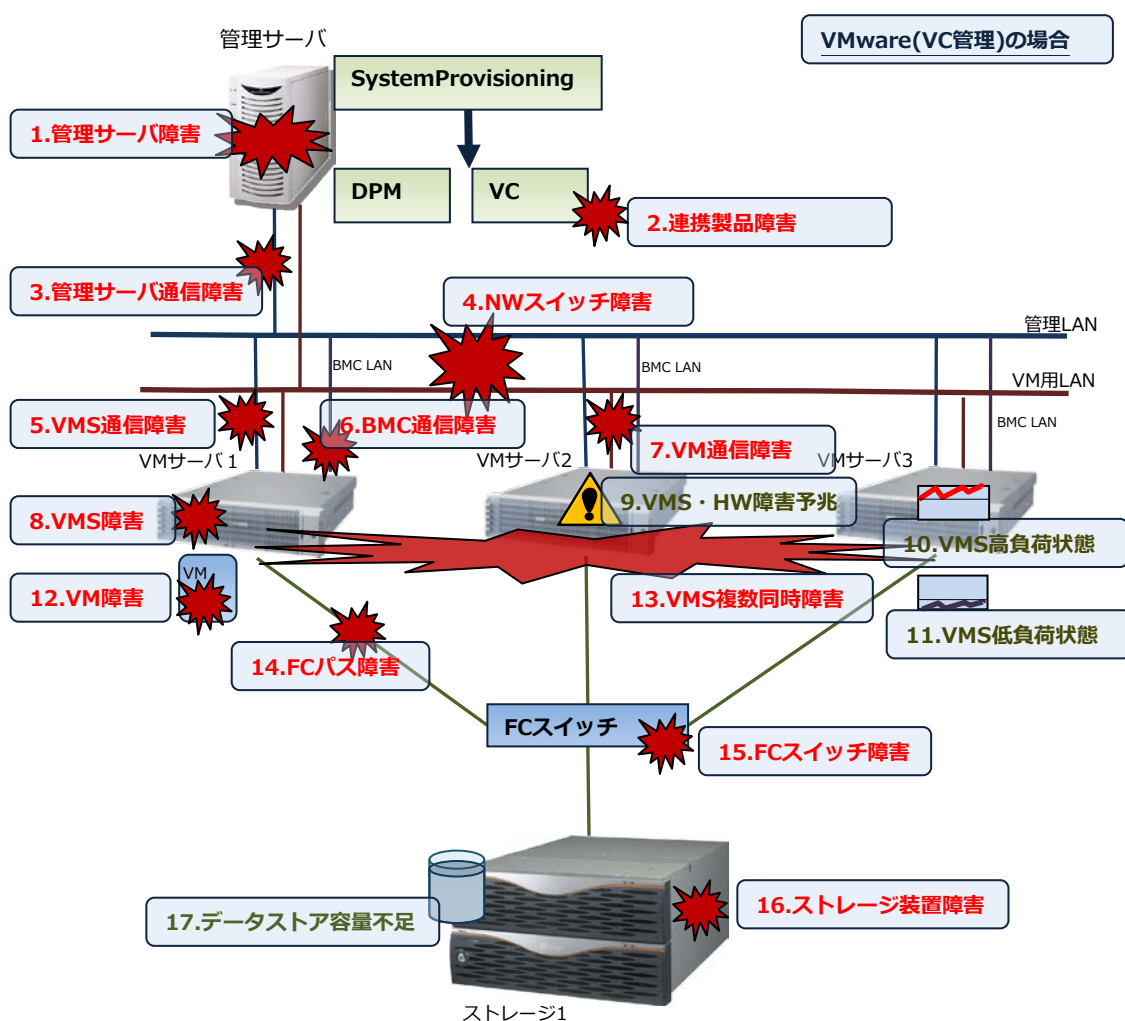 管理サーバ
VMware(VC管理)の場合
SystemProvisioning
1.管理サーバ障害
DPM
VC
2.連携製品障害
3.管理サーバ通信障害
4.NWスイッチ障害
管理LAN
BMC LAN
BMC LAN
VM用LAN
5.VMS通信障害
6.BMC通信障害
BMC LAN
7.VM通信障害
VMサーバ1
VMサーバ2
VMサーバ3
9.VMS・HW障害予兆
8.VMS障害
10.VMS高負荷状態
VM
12.VM障害
13.VMS複数同時障害
11.VMS低負荷状態
14.FCパス障害
FCスイッチ
15.FCスイッチ障害
16.ストレージ装置障害
17.データストア容量不足
ストレージ1